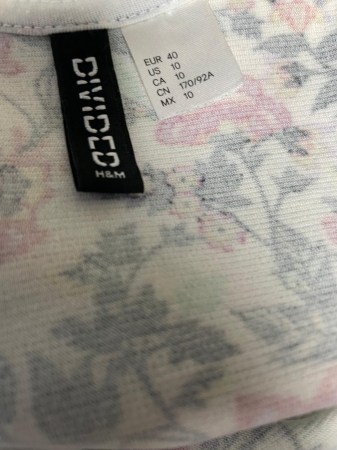 DIVIDED
H&M
EUR 40
US 10
CA 10
CN 170/92A
MX 10